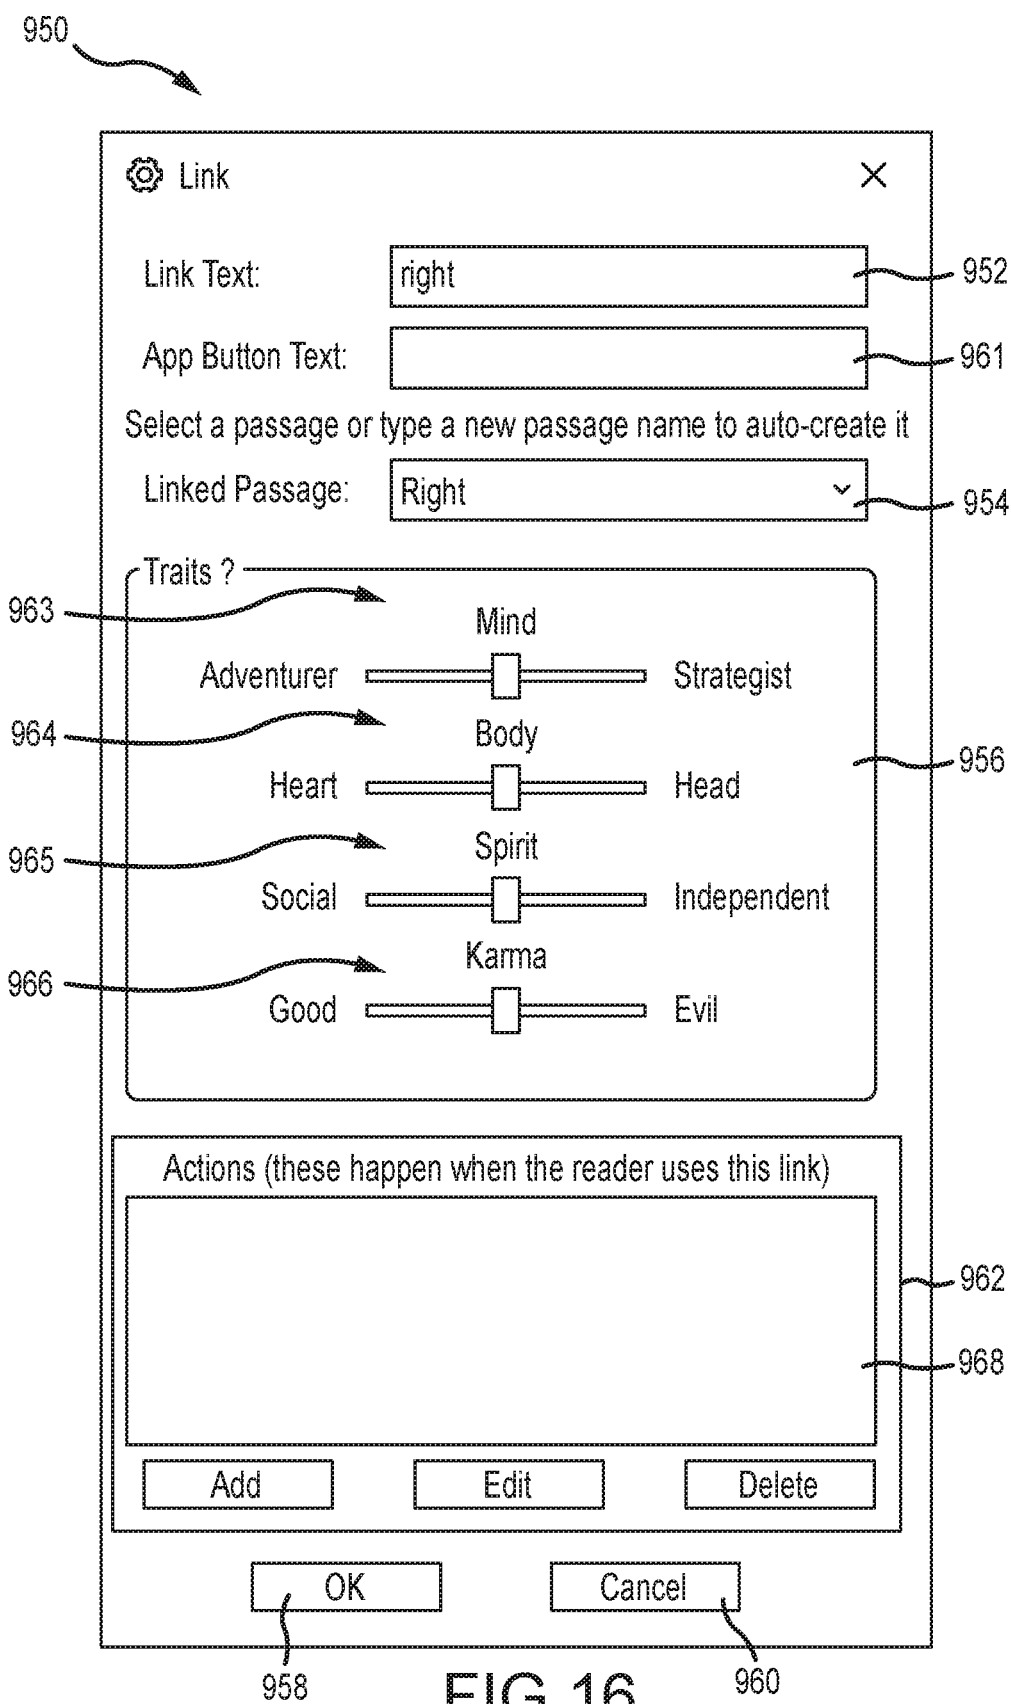 950
Link
Link Text: right 952
App Button Text: 961
Select a passage or type a new passage name to auto-create it
Linked Passage: Right 954
Traits ?
963
Mind
Adventurer Strategist
964
Body
956
Heart Head
965
Spirit
Social Independent
Karma
966
Good Evil
Actions (these happen when the reader uses this link)
962
968
Add Edit Delete
OK Cancel
958 960
FIG.16